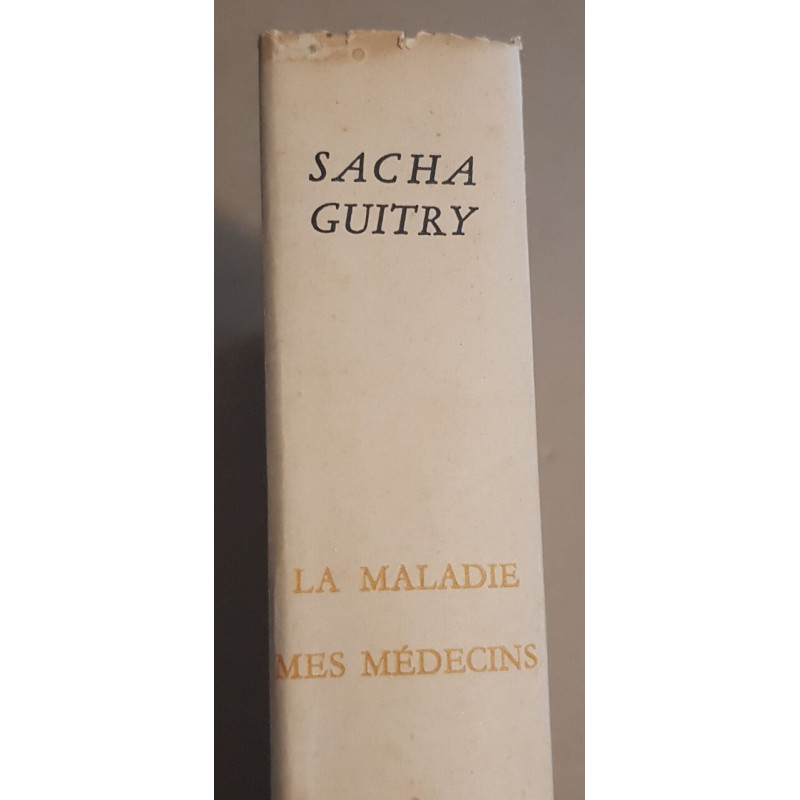 SACHA
GUITRY
LA MALADIE
MES MÉDECINS